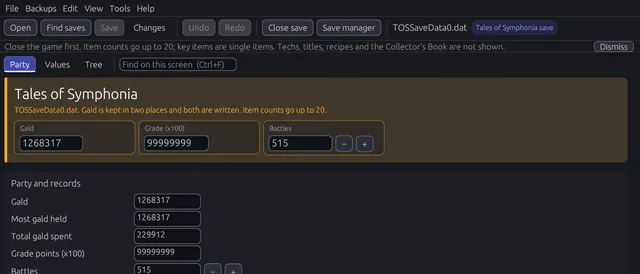 File Backups Edit View Tools Help
Open Find saves Save Changes Undo Redo Close save Save manager TOSSaveData0.dat Tales of Symphonia save
Close the game first. Item counts go up to 20; key items are single items. Techs, titles, recipes and the Collector's Book are not shown. Dismiss
Party Values Tree Find on this screen (Ctrl+F)
Tales of Symphonia
TOSSaveData0.dat. Gald is kept in two places and both are written. Item counts go up to 20.
Gald Grade (x100) Battles
1268317 99999999 515 − +
Party and records
Gald 1268317
Most gald held 1268317
Total gald spent 229912
Grade points (x100) 99999999
Battles 515 − +